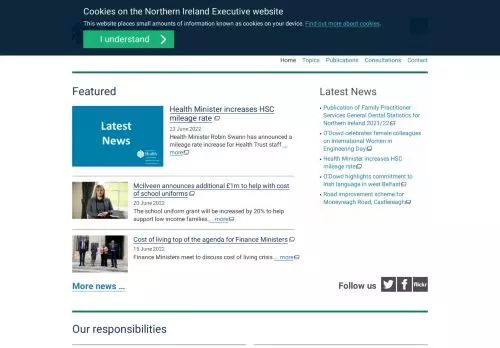 Cookies on the Northern Ireland Executive website
This website places small amounts of information known as cookies on your device. Find out more about cookies.
I understand
Home Topics Publications Consultations Contact
Featured
Latest
News
Health
Health Minister increases HSC
mileage rate
23 June 2022
Health Minister Robin Swann has announced a
mileage rate increase for Health Trust staff ...
more
McIlveen announces additional £1m to help with cost
of school uniforms
20 June 2022
The school uniform grant will be increased by 20% to help
support low income families. ... more
Cost of living top of the agenda for Finance Ministers
15 June 2022
Finance Ministers meet to discuss cost of living crisis. ... more
More news ...
Latest News
Publication of Family Practitioner
Services General Dental Statistics for
Northern Ireland 2021/22
O'Dowd celebrates female colleagues
on International Women in
Engineering Day
Health Minister increases HSC
mileage rate
O'Dowd highlights commitment to
Irish language in west Belfast
Road improvement scheme for
Moneyreagh Road, Castlereagh
Follow us
flickr
Our responsibilities